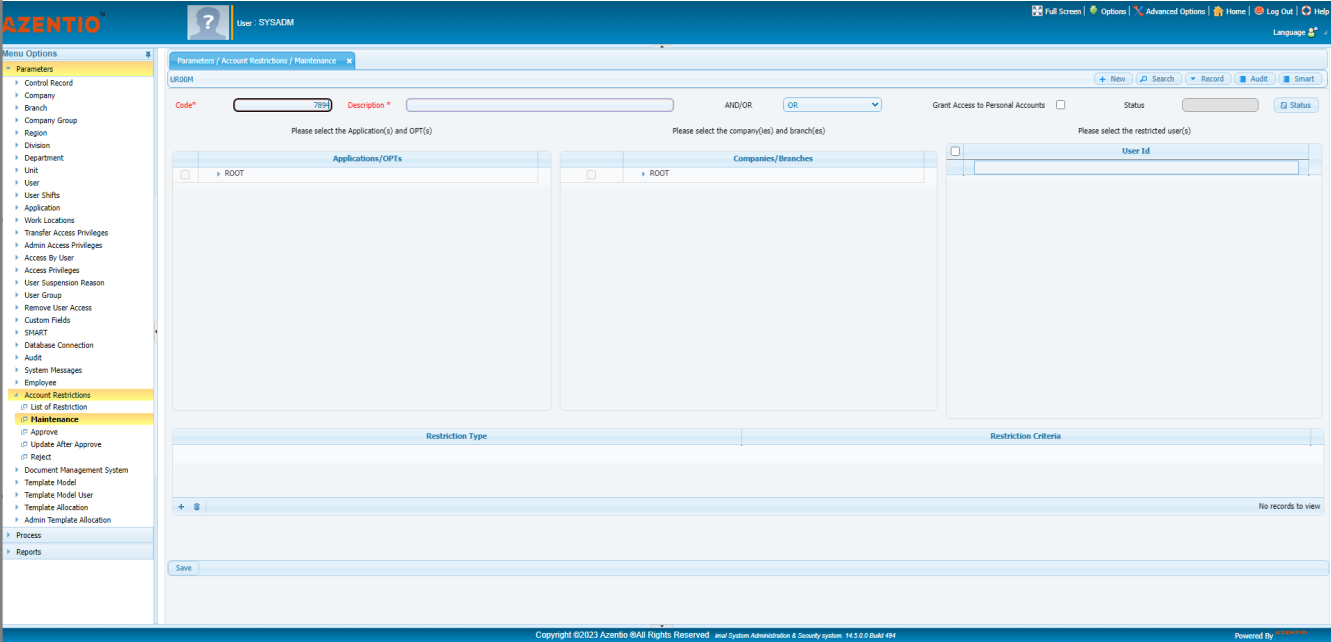 AZENTIO
?
User : SYSADM
Full Screen | Options | Advanced Options | Home | Log Out | Help
Language
Menu Options
Parameters
Control Record
Company
Branch
Company Group
Region
Division
Department
Unit
User
User Shifts
Application
Work Locations
Transfer Access Privileges
Admin Access Privileges
Access By User
Access Privileges
User Suspension Reason
User Group
Remove User Access
Custom Fields
SMART
Database Connection
Audit
System Messages
Employee
Account Restrictions
List of Restriction
Maintenance
Approve
Update After Approve
Reject
Document Management System
Template Model
Template Model User
Template Allocation
Admin Template Allocation
Process
Reports
Parameters / Account Restrictions / Maintenance x
UR00M
+ New Search Record Audit Smart
Code* 7894 Description * AND/OR OR Grant Access to Personal Accounts Status Status
Please select the Application(s) and OPT(s) Please select the company(ies) and branch(es) Please select the restricted user(s)
Applications/OPTs Companies/Branches User Id
ROOT ROOT
Restriction Type Restriction Criteria
+ No records to view
Save
Copyright ©2023 Azentio ®All Rights Reserved imal System Administration & Security system. 14.5.0.0 Build 494
Powered By AZENTIO